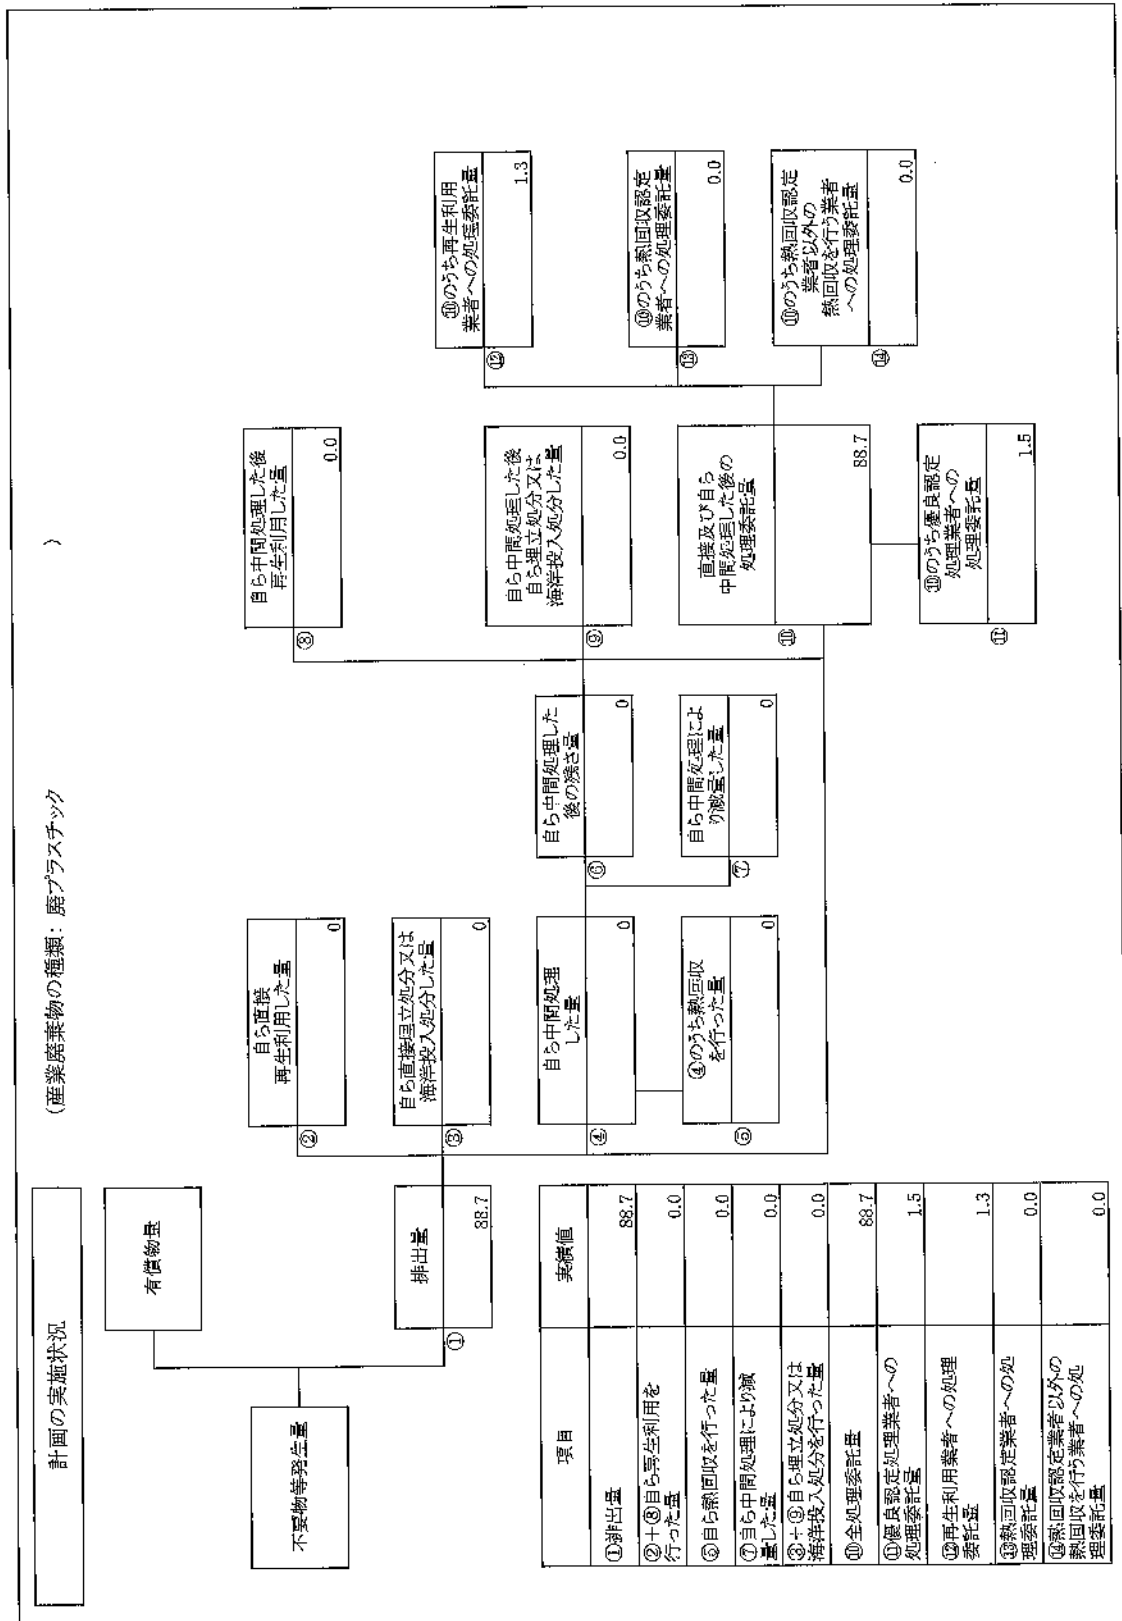 計画の実施状況
(産業廃棄物の種類: 廃プラスチック
)
不要物等発生量
有償物量
①
排出量
88.7
②
自ら直接
再生利用した量
0
③
自ら直接埋立処分又は
海洋投入処分した量
0
④
自ら中間処理
した量
0
⑤
④のうち熱回収
を行った量
0
⑥
自ら中間処理した
後の残さ量
0
⑦
自ら中間処理によ
り減量した量
0
⑧
自ら中間処理した後
再生利用した量
0.0
⑨
自ら中間処理した後
自ら埋立処分又は
海洋投入処分した量
0.0
⑩
直接及び自ら
中間処理した後の
処理委託量
88.7
⑪
⑩のうち優良認定
処理業者への
処理委託量
1.5
⑫
⑩のうち再生利用
業者への処理委託量
1.3
⑬
⑩のうち熱回収認定
業者への処理委託量
0.0
⑭
⑩のうち熱回収認定
業者以外の
熱回収を行う業者
への処理委託量
0.0
項目
実績値
①排出量
88.7
②+⑧自ら再生利用を
行った量
0.0
⑤自ら熱回収を行った量
0.0
⑦自ら中間処理により減
量した量
0.0
③+⑨自ら埋立処分又は
海洋投入処分を行った量
0.0
⑩全処理委託量
88.7
⑪優良認定処理業者への
処理委託量
1.5
⑫再生利用業者への処理
委託量
1.3
⑬熱回収認定業者への処
理委託量
0.0
⑭熱回収認定業者以外の
熱回収を行う業者への処
理委託量
0.0